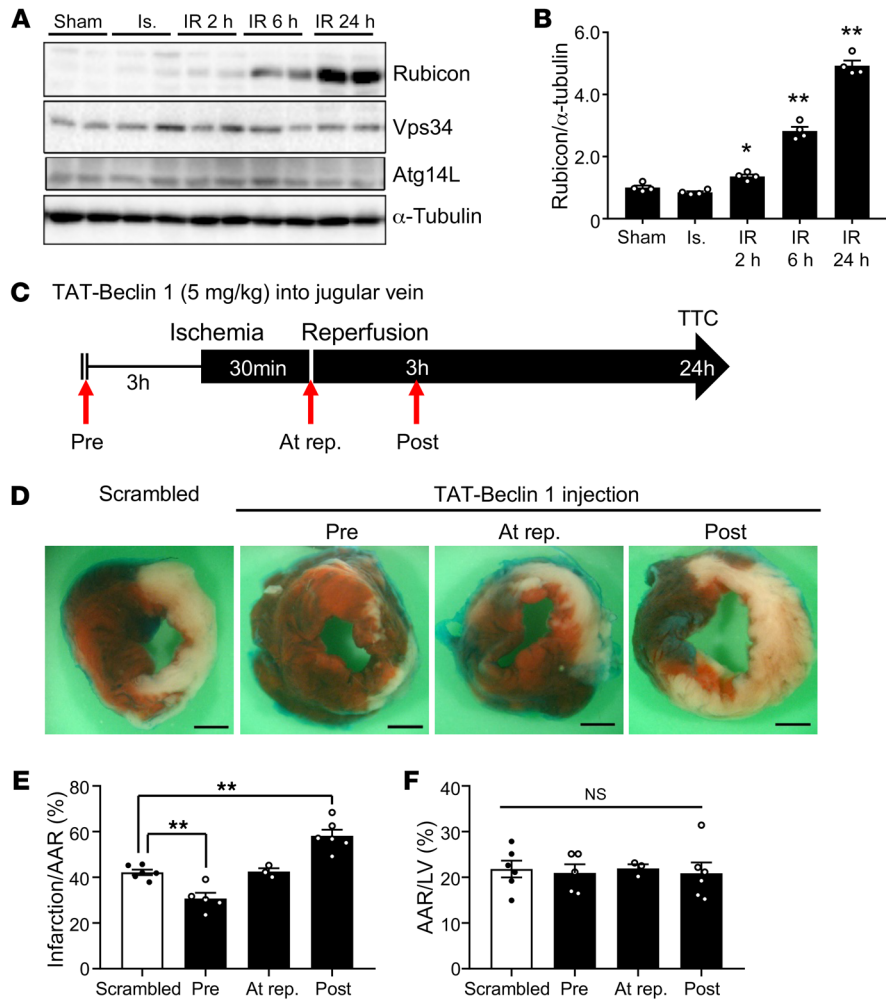 A
Sham Is. IR 2 h IR 6 h IR 24 h
Rubicon
Vps34
Atg14L
α-Tubulin
B
Rubicon/α-tubulin
6.0
4.0
2.0
0
*
**
**
Sham Is. IR IR IR
2 h 6 h 24 h
C TAT-Beclin 1 (5 mg/kg) into jugular vein
TTC
Ischemia Reperfusion
3h 30min 3h 24h
Pre At rep. Post
D Scrambled TAT-Beclin 1 injection
Pre At rep. Post
E
Infarction/AAR (%)
80
60
40
20
0
**
**
Scrambled Pre At rep. Post
F
AAR/LV (%)
40
30
20
10
0
NS
Scrambled Pre At rep. Post